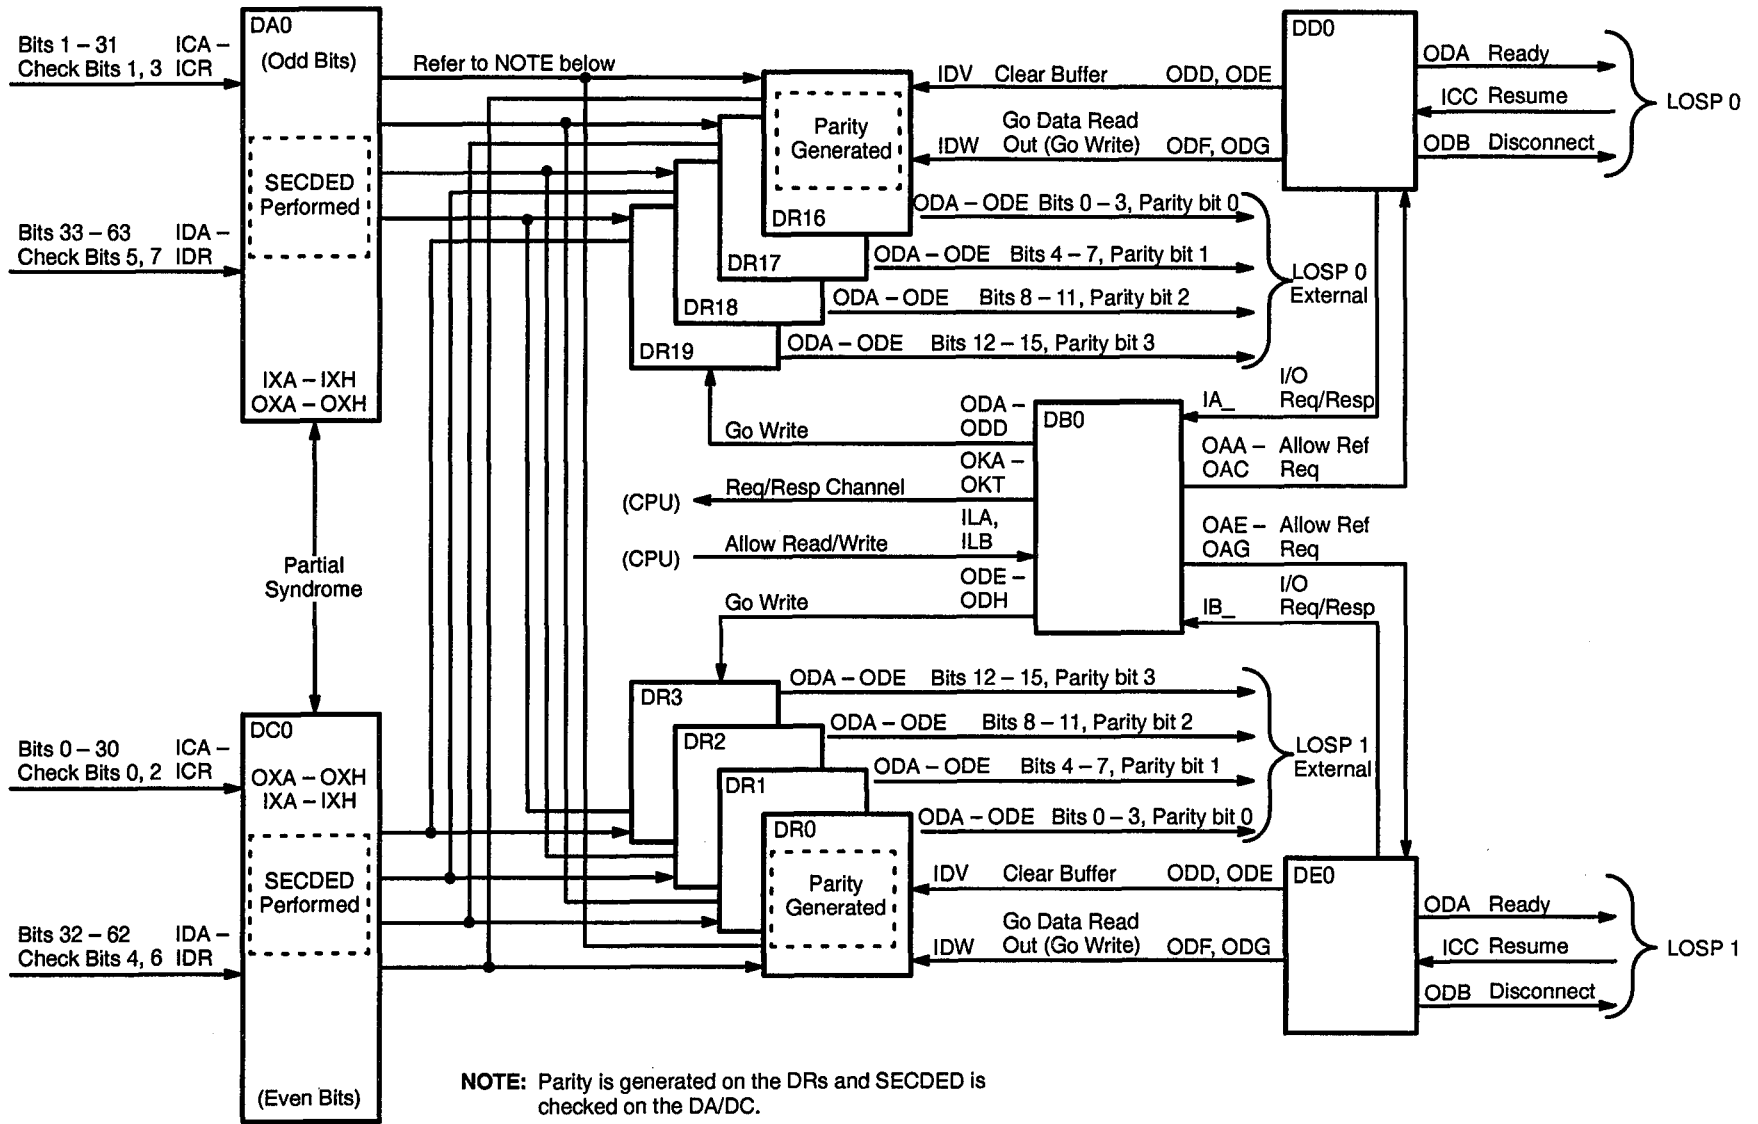 DA0
(Odd Bits)
Bits 1 – 31 ICA –
Check Bits 1, 3 ICR
SECDED
Performed
Bits 33 – 63 IDA –
Check Bits 5, 7 IDR
IXA – IXH
OXA – OXH
Refer to NOTE below
Parity
Generated
DR16
DR17
DR18
DR19
IDV Clear Buffer ODD, ODE
Go Data Read
IDW Out (Go Write) ODF, ODG
DD0
ODA Ready
ICC Resume
ODB Disconnect
LOSP 0
ODA – ODE Bits 0 – 3, Parity bit 0
ODA – ODE Bits 4 – 7, Parity bit 1
ODA – ODE Bits 8 – 11, Parity bit 2
ODA – ODE Bits 12 – 15, Parity bit 3
LOSP 0
External
Go Write
ODA –
ODD
(CPU) Req/Resp Channel
OKA –
OKT
(CPU) Allow Read/Write
ILA,
ILB
Go Write
ODE –
ODH
DB0
I/O
IA_ Req/Resp
OAA – Allow Ref
OAC Req
OAE – Allow Ref
OAG Req
I/O
IB_ Req/Resp
Partial
Syndrome
DC0
Bits 0 – 30 ICA –
Check Bits 0, 2 ICR
OXA – OXH
IXA – IXH
SECDED
Performed
Bits 32 – 62 IDA –
Check Bits 4, 6 IDR
(Even Bits)
DR3
DR2
DR1
DR0
Parity
Generated
ODA – ODE Bits 12 – 15, Parity bit 3
ODA – ODE Bits 8 – 11, Parity bit 2
ODA – ODE Bits 4 – 7, Parity bit 1
ODA – ODE Bits 0 – 3, Parity bit 0
LOSP 1
External
IDV Clear Buffer ODD, ODE
Go Data Read
IDW Out (Go Write) ODF, ODG
DE0
ODA Ready
ICC Resume
ODB Disconnect
LOSP 1
NOTE: Parity is generated on the DRs and SECDED is
checked on the DA/DC.